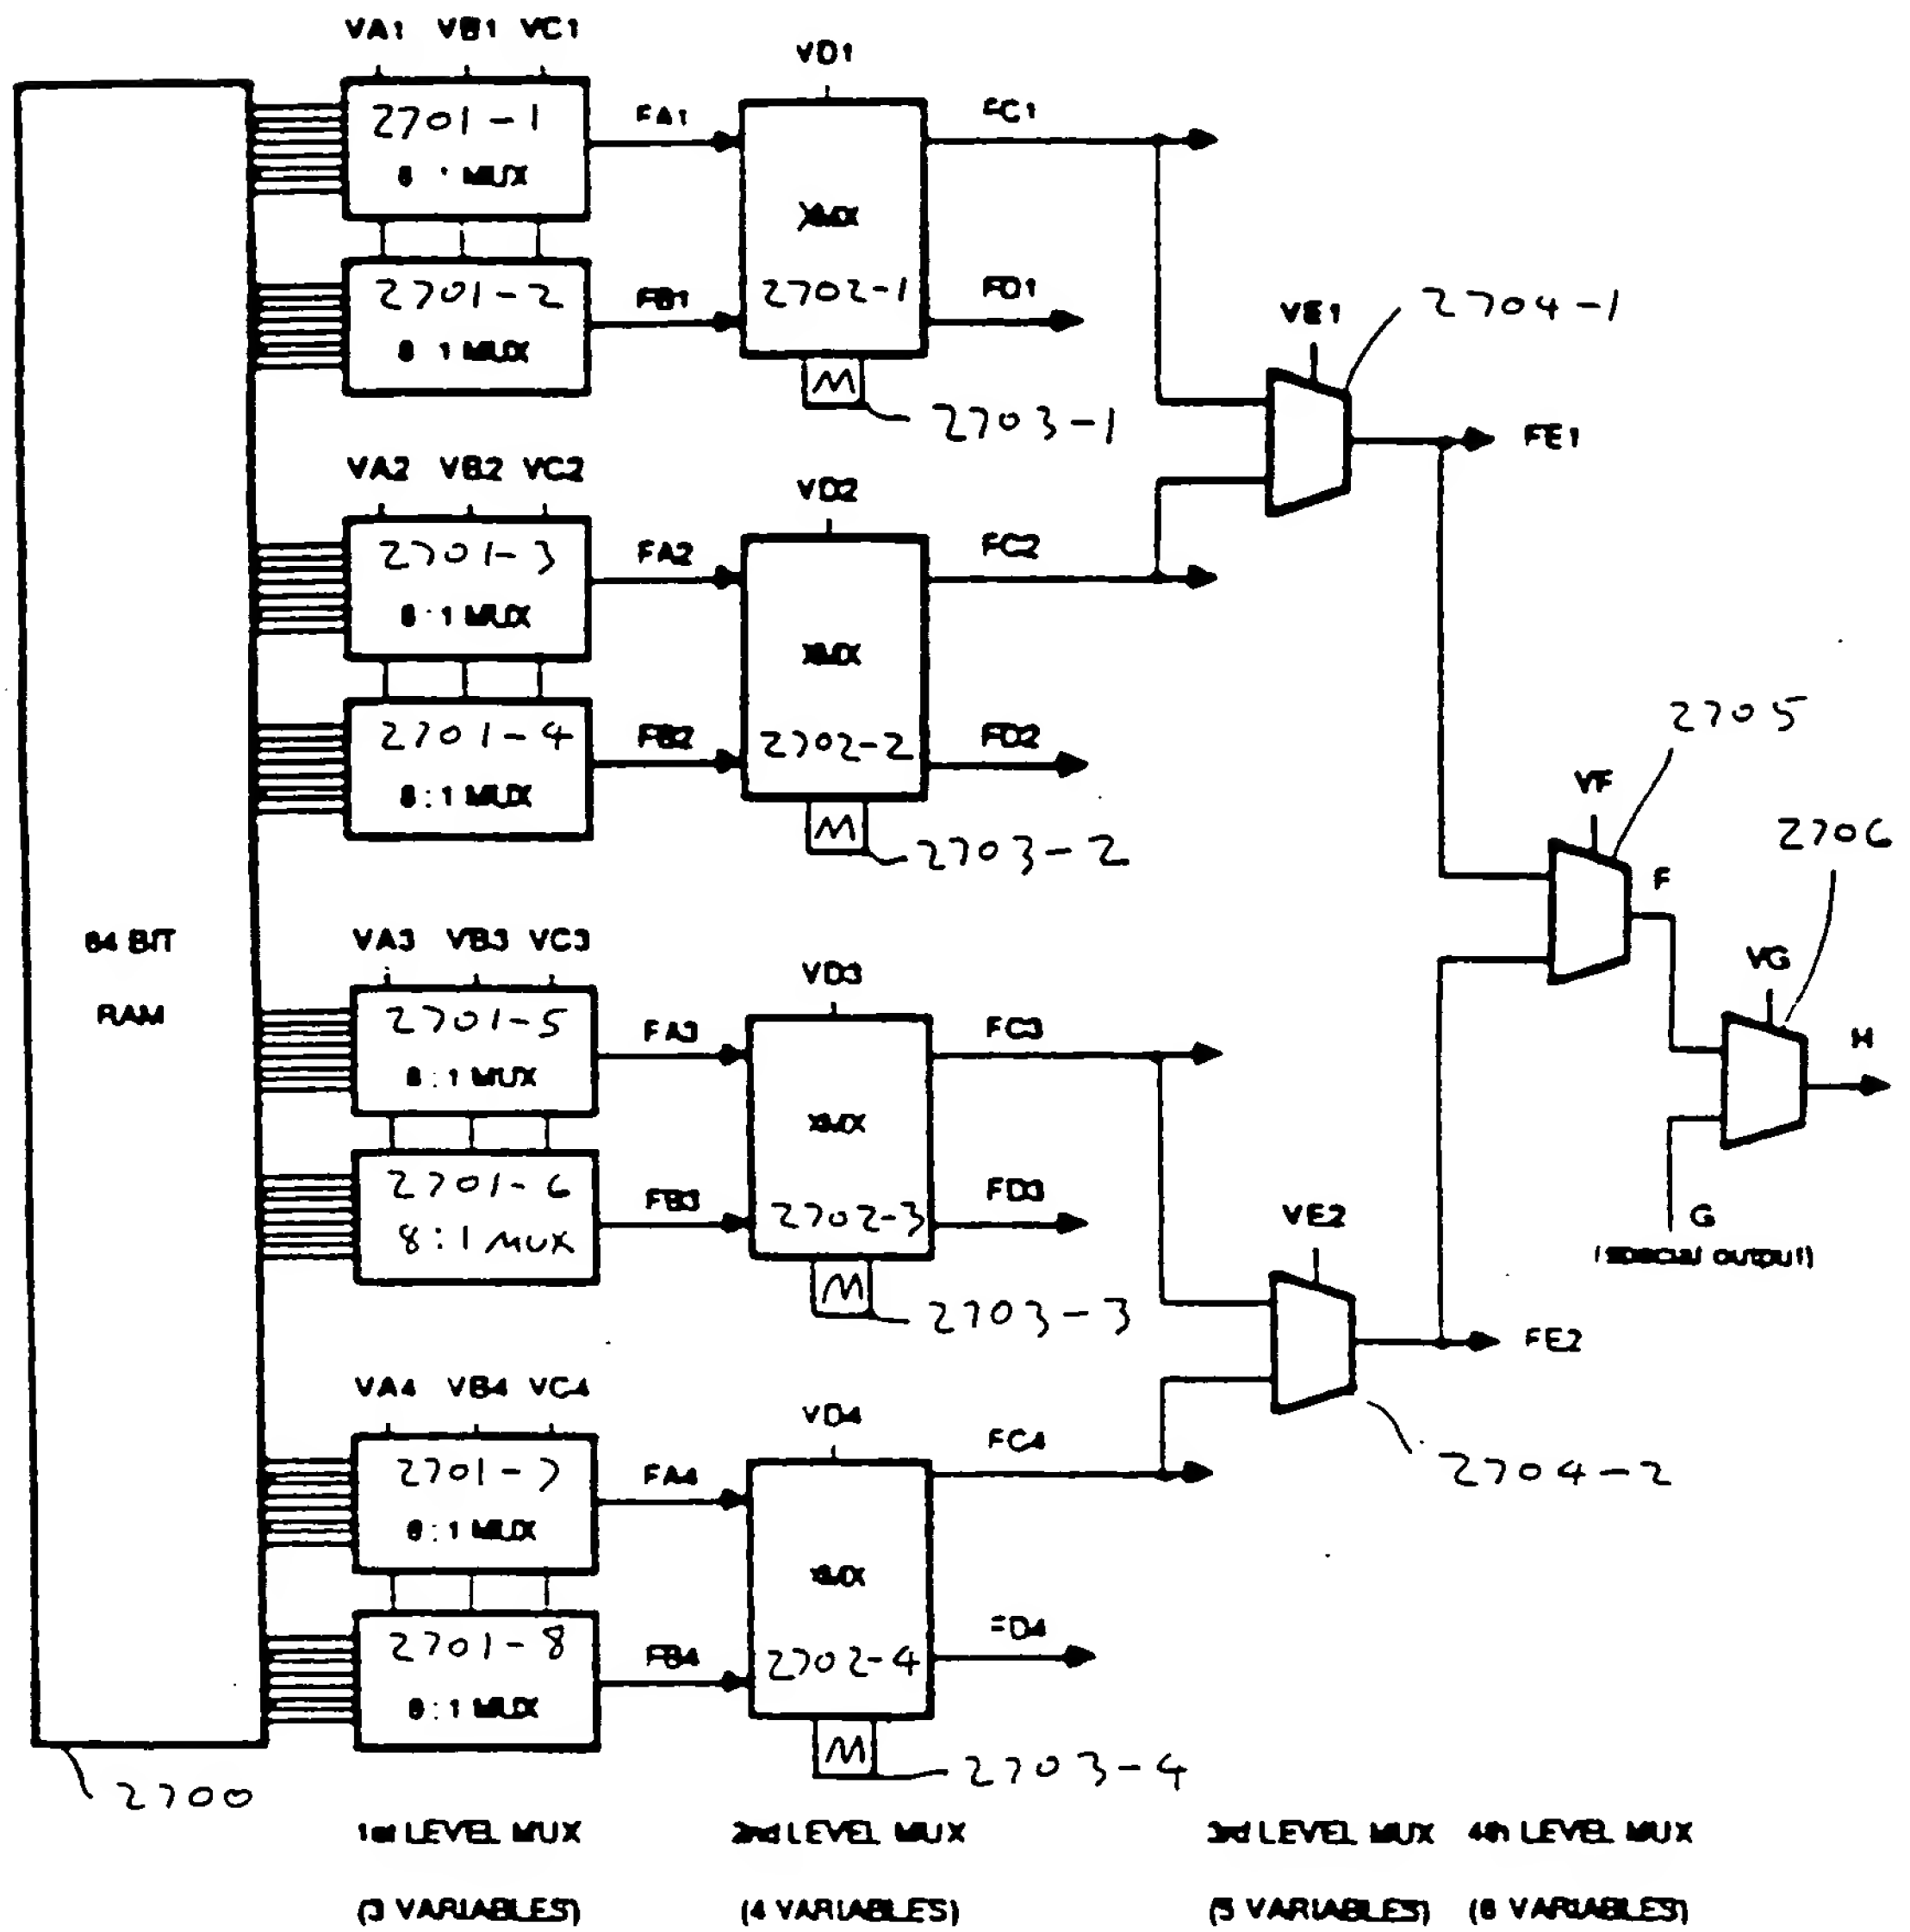 VA1 VB1 VC1
VD1
2701-1
8 : 1 MUX
FA1
FC1
XMUX
2701-2
8 1 MUX
FB1
2702-1
FD1
M
2703-1
VE1
2704-1
FE1
VA2 VB2 VC2
VD2
2701-3
8 : 1 MUX
FA2
FC2
XMUX
2701-4
8 : 1 MUX
FB2
2702-2
FD2
M
2703-2
2705
VF
2706
F
VG
H
G
(SPECIAL OUTPUT)
64 BIT
RAM
VA3 VB3 VC3
VD3
2701-5
8 : 1 MUX
FA3
FC3
XMUX
2701-6
8 : 1 MUX
FB3
2702-3
FD3
M
2703-3
VE2
FE2
2704-2
VA4 VB4 VC4
VD4
2701-7
8 : 1 MUX
FA4
FC4
XMUX
2701-8
8 : 1 MUX
FB4
2702-4
FD4
M
2703-4
2700
1st LEVEL MUX 2nd LEVEL MUX 3rd LEVEL MUX 4th LEVEL MUX
(3 VARIABLES) (4 VARIABLES) (5 VARIABLES) (6 VARIABLES)